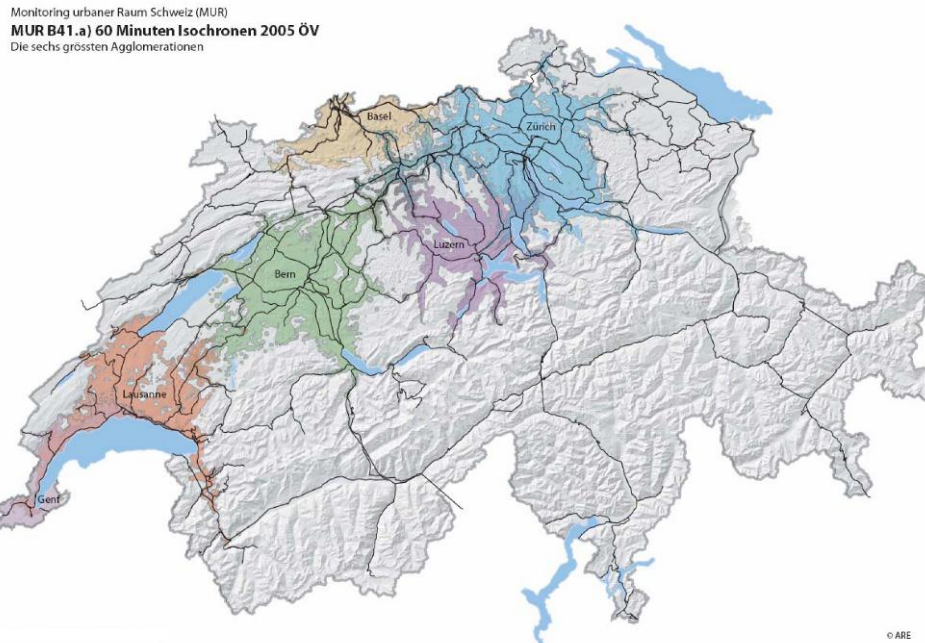 Monitoring urbaner Raum Schweiz (MUR)
MUR B41.a) 60 Minuten Isochronen 2005 ÖV
Die sechs grössten Agglomerationen
Basel
Zürich
Luzern
Bern
Lausanne
Genf
© ARE